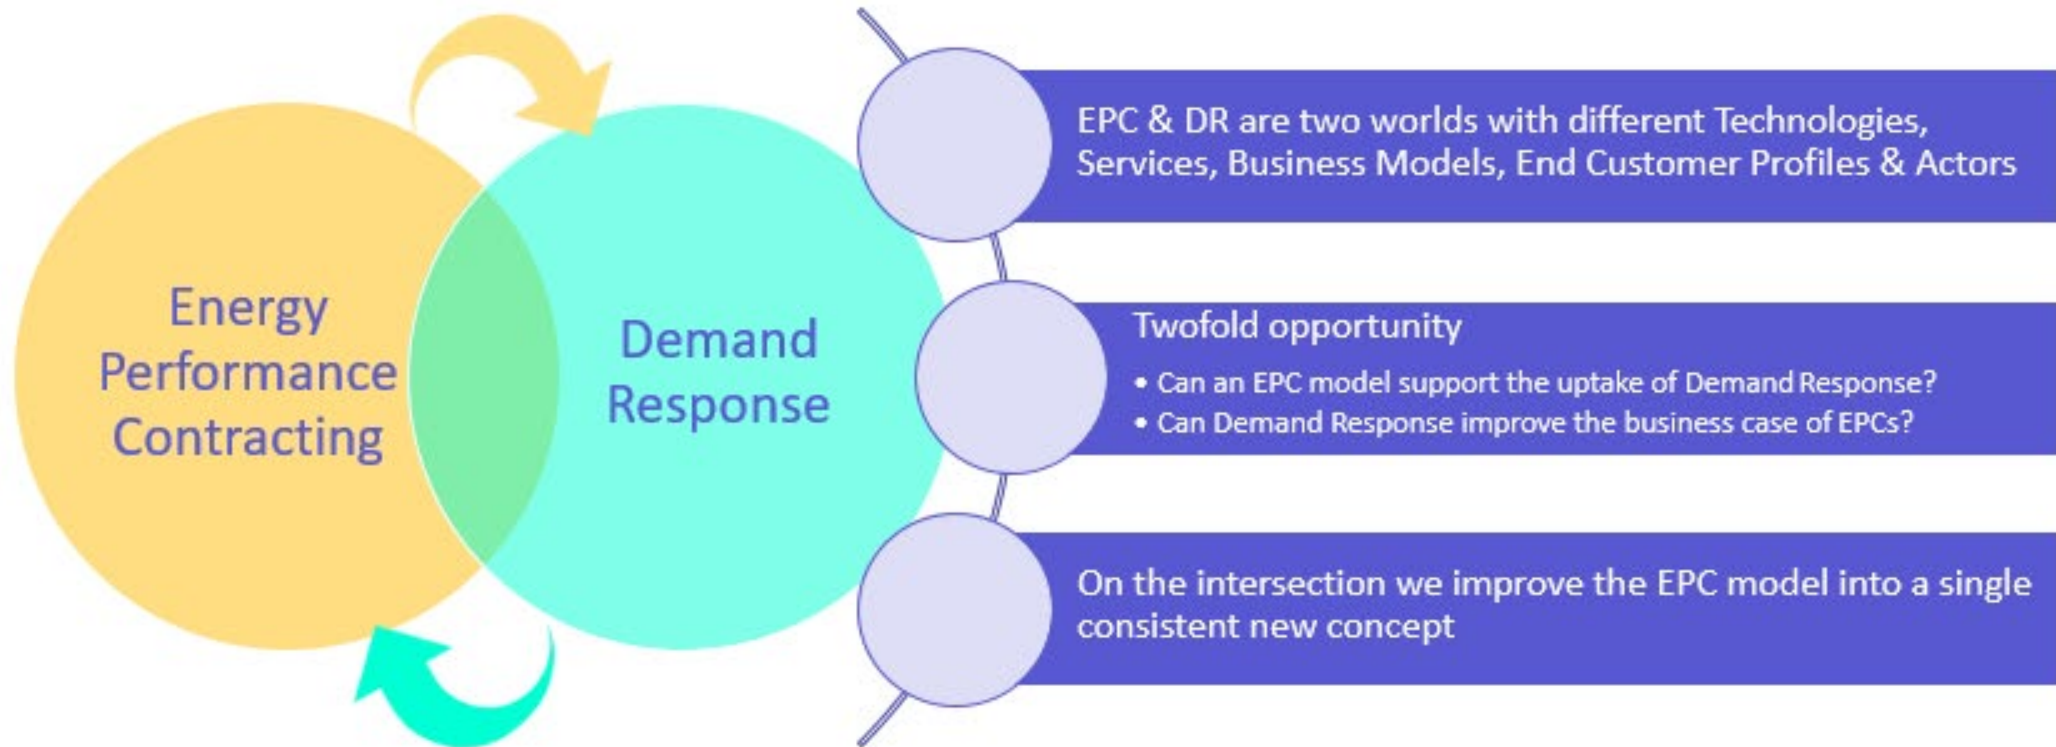 Energy
Performance
Contracting
Demand
Response
EPC & DR are two worlds with different Technologies,
Services, Business Models, End Customer Profiles & Actors
Twofold opportunity
• Can an EPC model support the uptake of Demand Response?
• Can Demand Response improve the business case of EPCs?
On the intersection we improve the EPC model into a single
consistent new concept